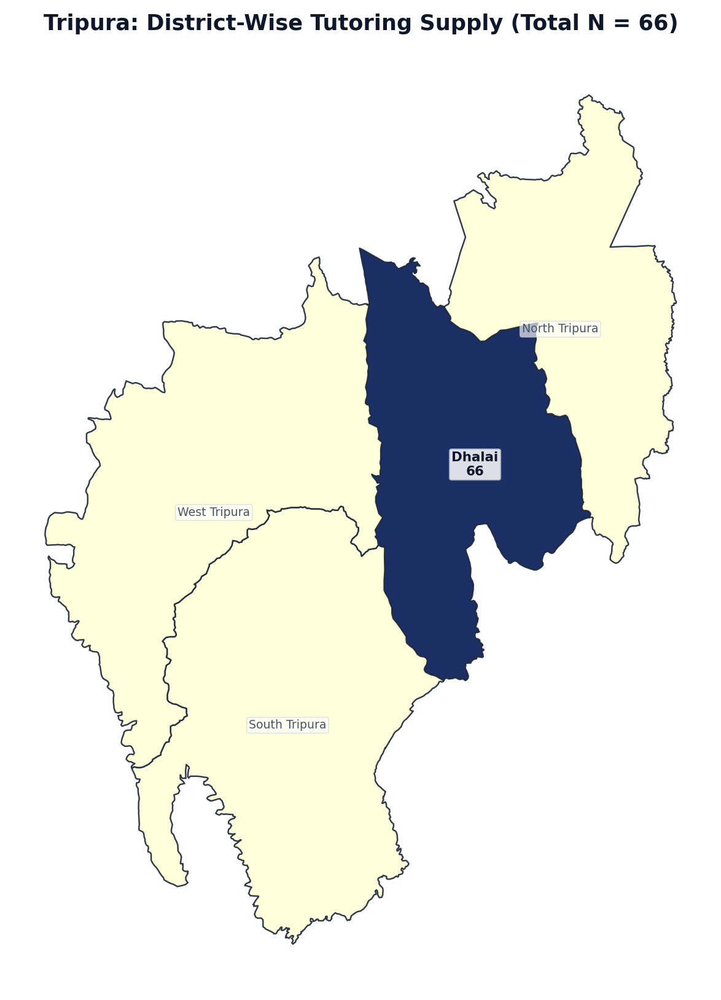 Tripura: District-Wise Tutoring Supply (Total N = 66)
North Tripura
Dhalai
66
West Tripura
South Tripura